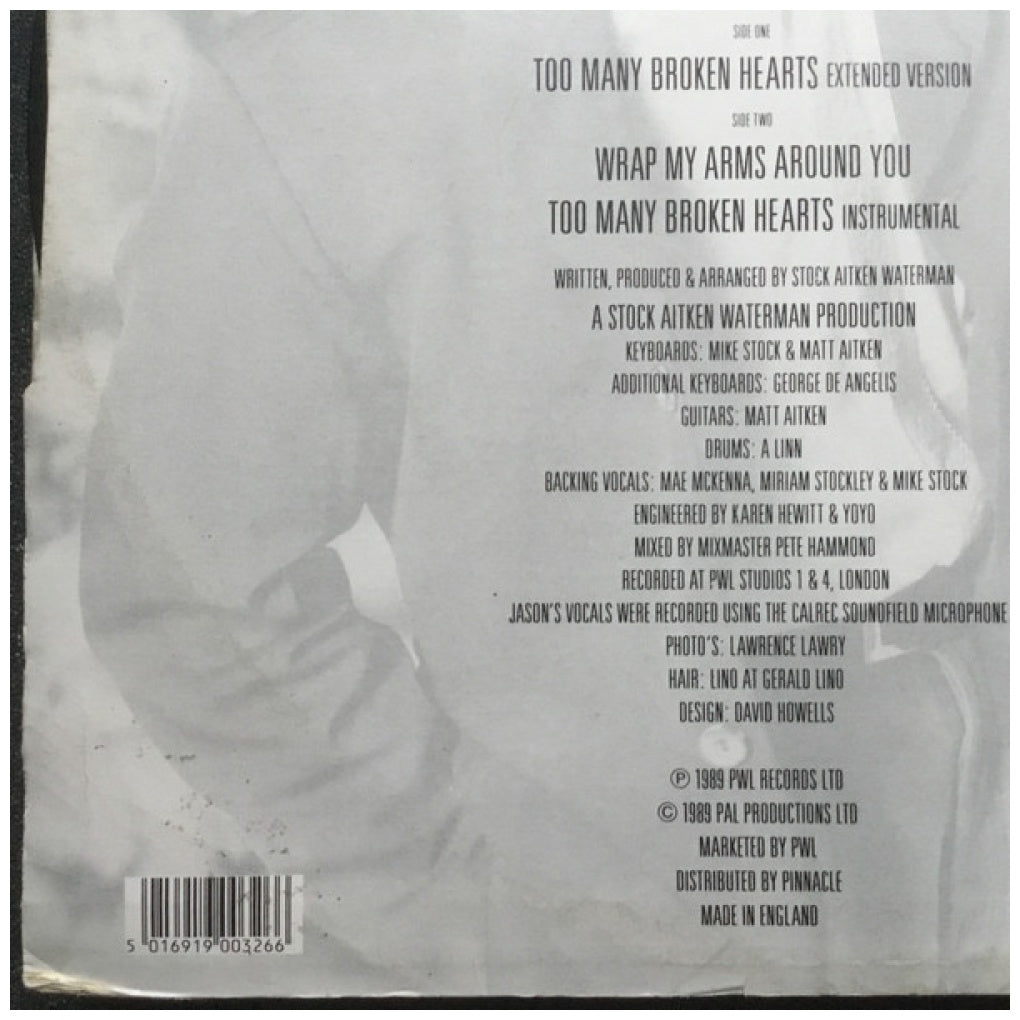 SIDE ONE
TOO MANY BROKEN HEARTS EXTENDED VERSION
SIDE TWO
WRAP MY ARMS AROUND YOU
TOO MANY BROKEN HEARTS INSTRUMENTAL
WRITTEN, PRODUCED & ARRANGED BY STOCK AITKEN WATERMAN
A STOCK AITKEN WATERMAN PRODUCTION
KEYBOARDS: MIKE STOCK & MATT AITKEN
ADDITIONAL KEYBOARDS: GEORGE DE ANGELIS
GUITARS: MATT AITKEN
DRUMS: A LINN
BACKING VOCALS: MAE MCKENNA, MIRIAM STOCKLEY & MIKE STOCK
ENGINEERED BY KAREN HEWITT & YOYO
MIXED BY MIXMASTER PETE HAMMOND
RECORDED AT PWL STUDIOS 1 & 4, LONDON
JASON'S VOCALS WERE RECORDED USING THE CALREC SOUNDFIELD MICROPHONE
PHOTO'S: LAWRENCE LAWRY
HAIR: LINO AT GERALD LINO
DESIGN: DAVID HOWELLS
℗ 1989 PWL RECORDS LTD
© 1989 PAL PRODUCTIONS LTD
MARKETED BY PWL
DISTRIBUTED BY PINNACLE
MADE IN ENGLAND
5 016919 003266